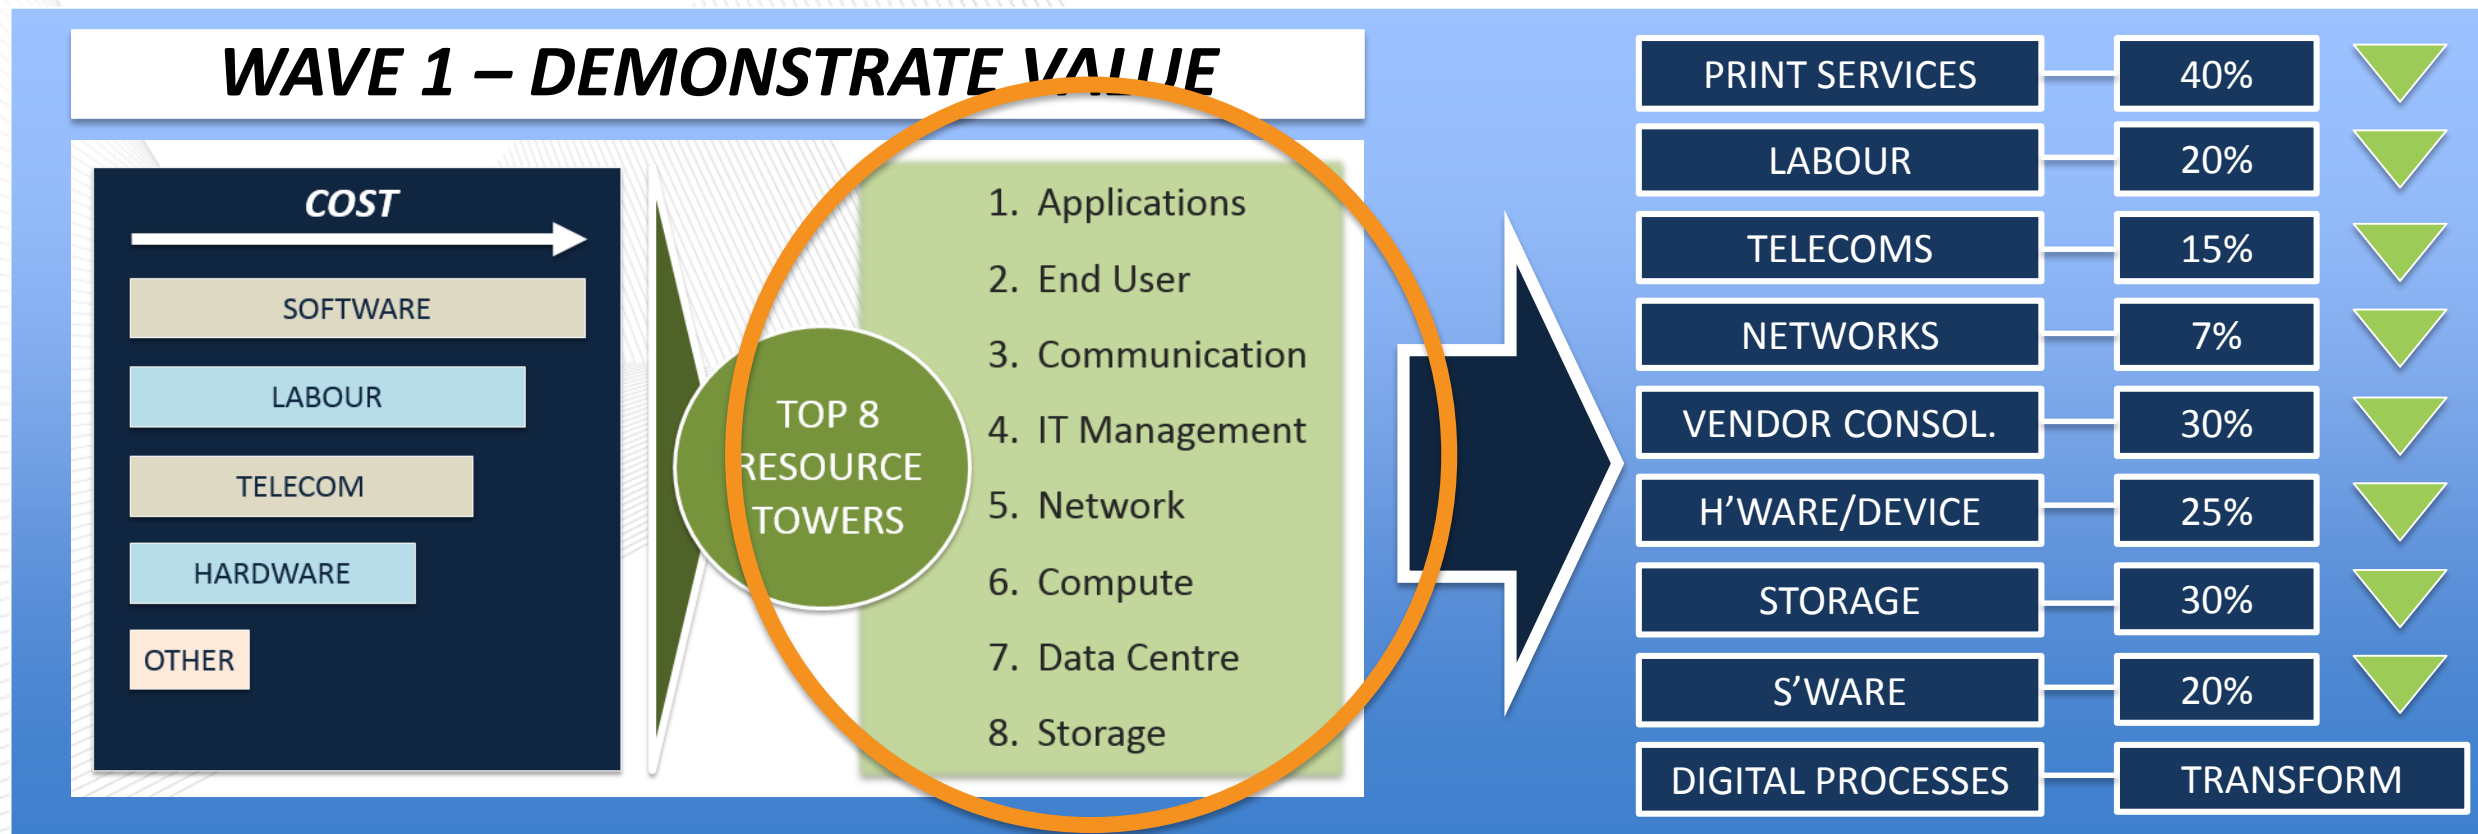 WAVE 1 – DEMONSTRATE VALUE
COST
SOFTWARE
LABOUR
TELECOM
HARDWARE
OTHER
TOP 8
RESOURCE
TOWERS
1. Applications
2. End User
3. Communication
4. IT Management
5. Network
6. Compute
7. Data Centre
8. Storage
PRINT SERVICES 40%
LABOUR 20%
TELECOMS 15%
NETWORKS 7%
VENDOR CONSOL. 30%
H’WARE/DEVICE 25%
STORAGE 30%
S’WARE 20%
DIGITAL PROCESSES TRANSFORM